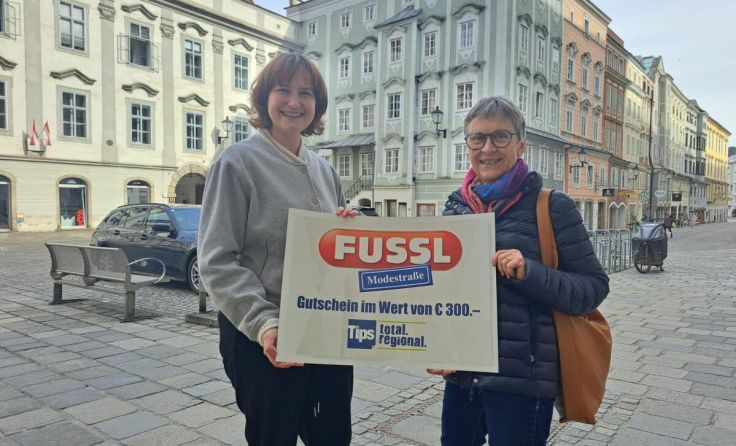 FUSSL
Modestraße
Gutschein im Wert von € 300.–
Tips total.
regional.